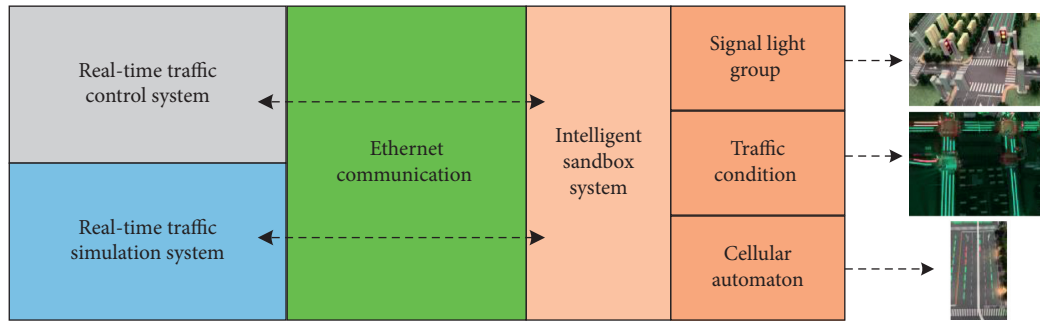 Real-time traffic
control system
Real-time traffic
simulation system
Ethernet
communication
Intelligent
sandbox
system
Signal light
group
Traffic
condition
Cellular
automaton